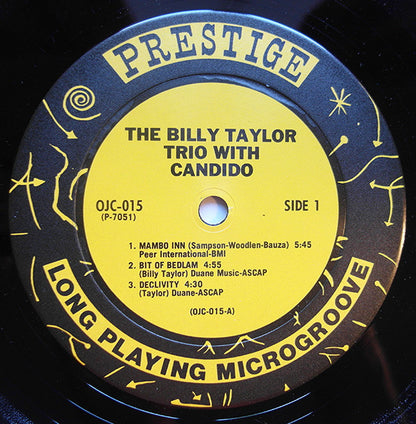 PRESTIGE
THE BILLY TAYLOR
TRIO WITH
CANDIDO
OJC-015
(P-7051)
SIDE 1
1. MAMBO INN (Sampson-Woodlen-Bauza) 5:45
Peer International-BMI
2. BIT OF BEDLAM 4:55
(Billy Taylor) Duane Music-ASCAP
3. DECLIVITY 4:30
(Taylor) Duane-ASCAP
(OJC-015-A)
LONG PLAYING MICROGROOVE